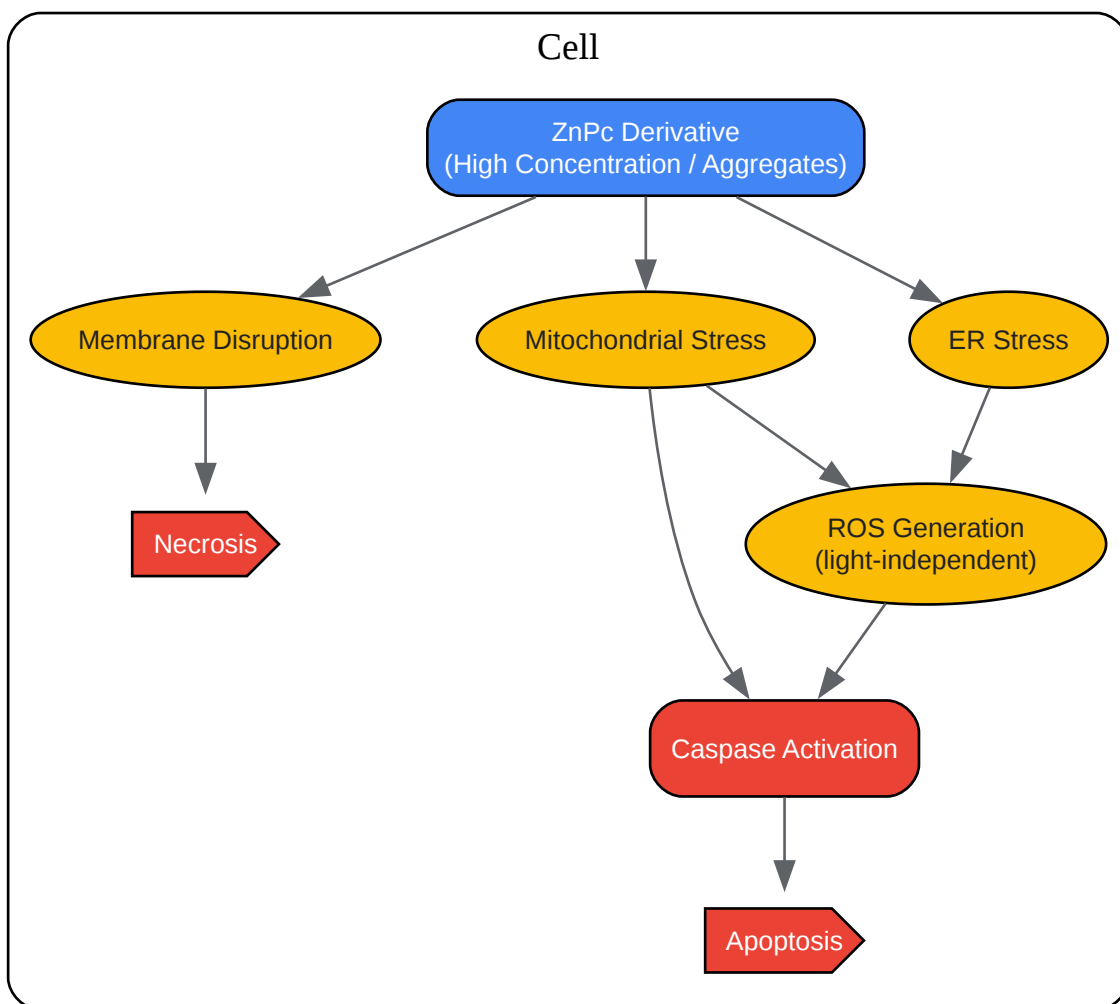 Cell
ZnPc Derivative
(High Concentration / Aggregates)
Membrane Disruption
Mitochondrial Stress
ER Stress
ROS Generation
(light-independent)
Necrosis
Caspase Activation
Apoptosis